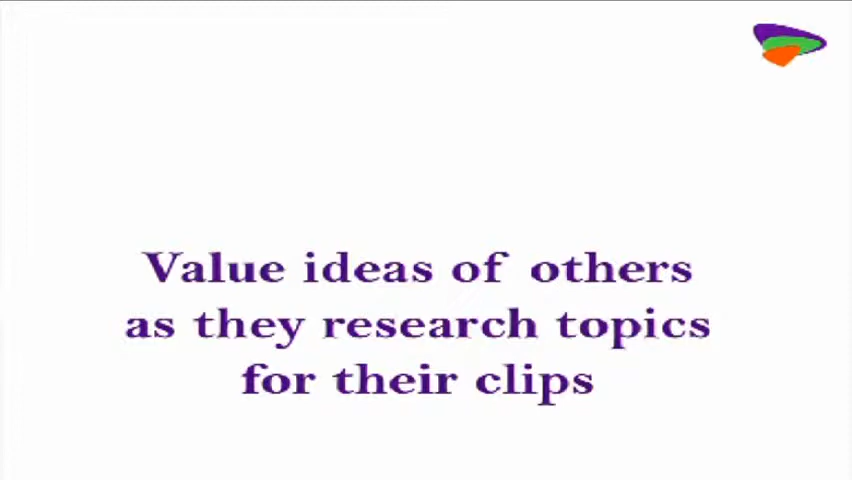 Value ideas of others
as they research topics
for their clips